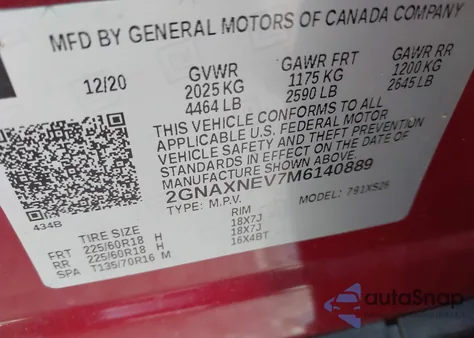 MFD BY GENERAL MOTORS OF CANADA COMPANY
12/20 GVWR GAWR FRT GAWR RR
2025 KG 1175 KG 1200 KG
4464 LB 2590 LB 2645 LB
THIS VEHICLE CONFORMS TO ALL
APPLICABLE U.S. FEDERAL MOTOR
VEHICLE SAFETY AND THEFT PREVENTION
STANDARDS IN EFFECT ON THE DATE OF
MANUFACTURE SHOWN ABOVE.
2GNAXNEV7M6140889
TYPE: M.P.V. MODEL: 791XS26
434B
TIRE SIZE RIM
FRT 225/60R18 H 18X7J
RR 225/60R18 H 18X7J
SPA T135/70R16 M 16X4BT
autoSnap